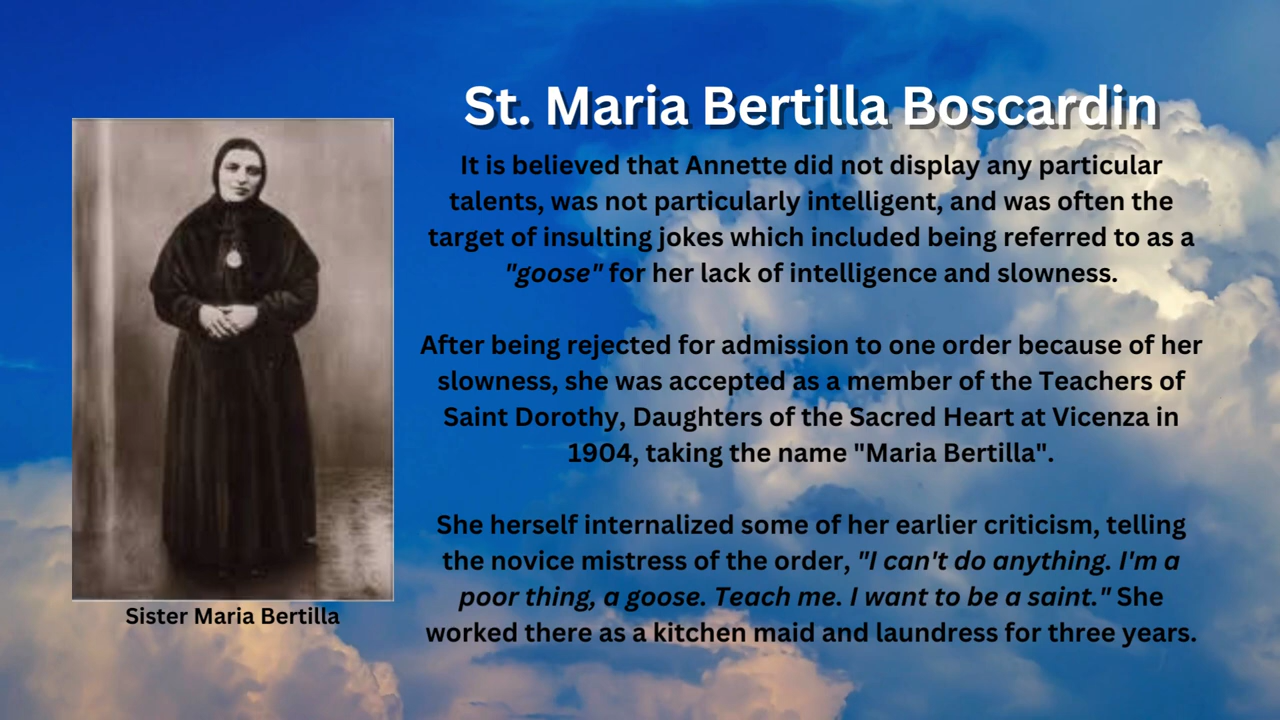 St. Maria Bertilla Boscardin
It is believed that Annette did not display any particular
talents, was not particularly intelligent, and was often the
target of insulting jokes which included being referred to as a
"goose" for her lack of intelligence and slowness.
After being rejected for admission to one order because of her
slowness, she was accepted as a member of the Teachers of
Saint Dorothy, Daughters of the Sacred Heart at Vicenza in
1904, taking the name "Maria Bertilla".
She herself internalized some of her earlier criticism, telling
the novice mistress of the order, "I can't do anything. I'm a
poor thing, a goose. Teach me. I want to be a saint." She
worked there as a kitchen maid and laundress for three years.
Sister Maria Bertilla